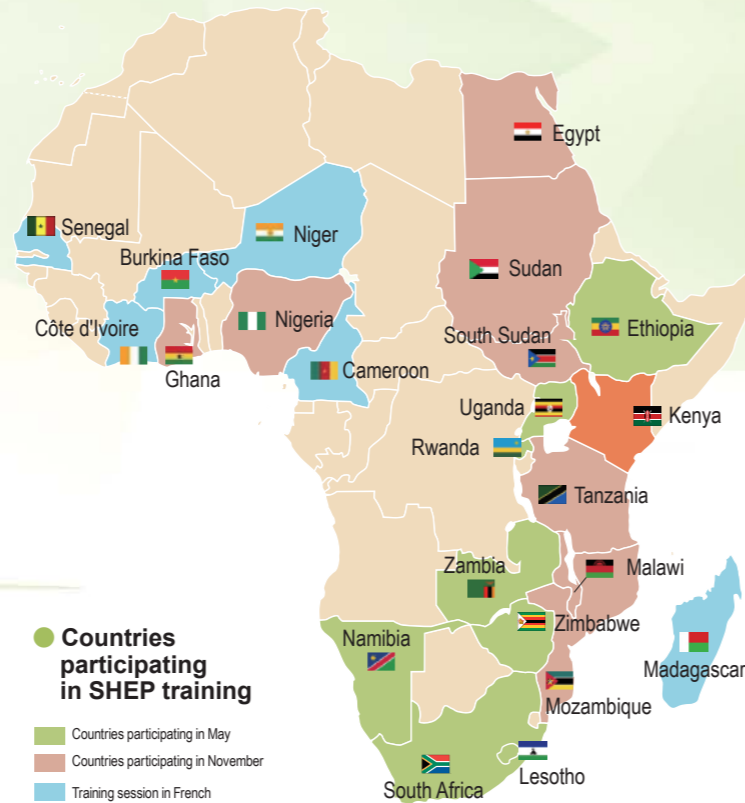 Egypt
Senegal
Niger
Burkina Faso
Sudan
Nigeria
Côte d'Ivoire
South Sudan
Ethiopia
Ghana
Cameroon
Uganda
Kenya
Rwanda
Tanzania
Zambia
Malawi
Zimbabwe
Namibia
Madagascar
Mozambique
Lesotho
South Africa
Countries
participating
in SHEP training
Countries participating in May
Countries participating in November
Training session in French